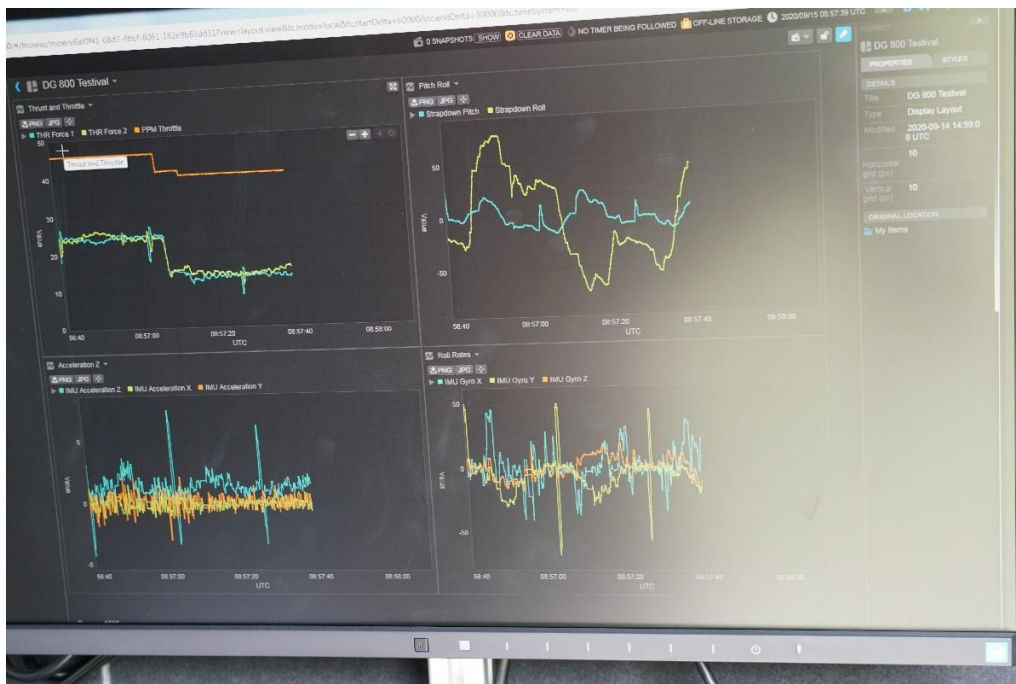 0 SNAPSHOTS SHOW CLEAR DATA NO TIMER BEING FOLLOWED OFF-LINE STORAGE 2020/09/15 08:57:39 UTC
DG 800 Testival
Thrust and Throttle
PNG JPG
THR Force 1 THR Force 2 PPM Throttle
Thrust and Throttle
50
40
30
20
10
0
Value
56:40 08:57:00 08:57:20 08:57:40 08:58:00
UTC
Pitch Roll
PNG JPG
Strapdown Pitch Strapdown Roll
50
0
-50
Value
56:40 08:57:00 08:57:20 08:57:40 08:58:00
UTC
Acceleration Z
PNG JPG
IMU Acceleration Z IMU Acceleration X IMU Acceleration Y
5
0
-5
Value
56:40 08:57:00 08:57:20 08:57:40 08:58:00
UTC
Roll Rates
PNG JPG
IMU Gyro X IMU Gyro Y IMU Gyro Z
50
0
-50
Value
56:40 08:57:00 08:57:20 08:57:40 08:58:00
UTC
INSPECT
DG 800 Testival
PROPERTIES STYLES
DETAILS
Title DG 800 Testival
Type Display Layout
Modified 2020-09-14 14:59:0
8 UTC
Horizontal 10
grid (px)
Vertical 10
grid (px)
ORIGINAL LOCATION
My Items